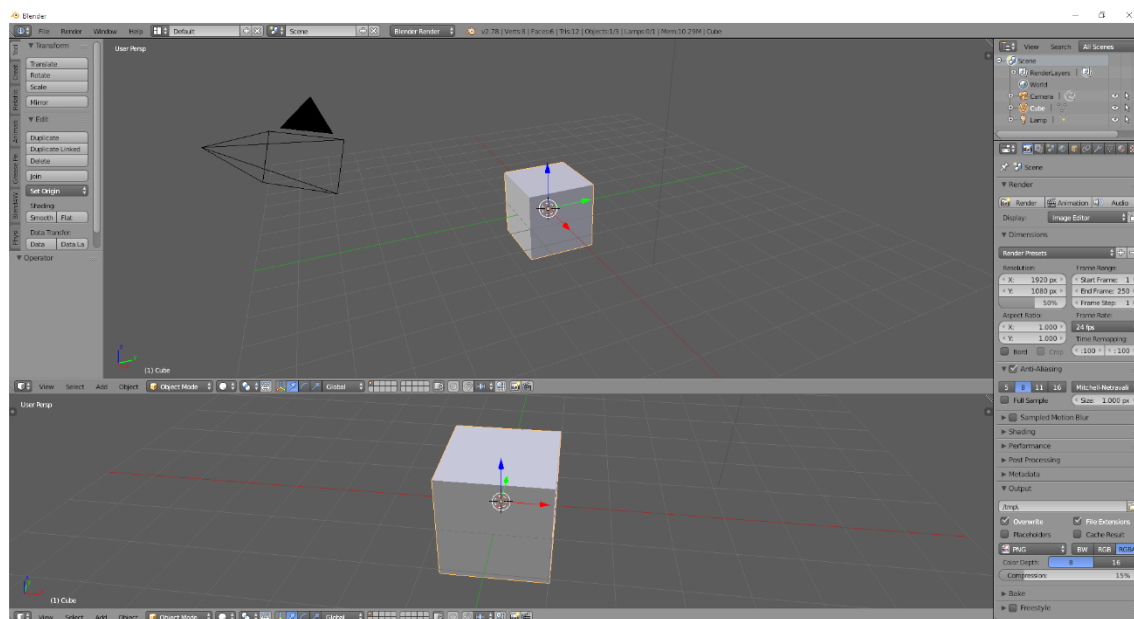 Blender
File Render Window Help Default Scene Blender Render v2.78 | Verts:8 | Faces:6 | Tris:12 | Objects:1/3 | Lamps:0/1 | Mem:10.29M | Cube
Transform
Translate
Rotate
Scale
Mirror
Edit
Duplicate
Duplicate Linked
Delete
Join
Set Origin
Shading:
Smooth Flat
Data Transfer:
Data Data La
Operator
User Persp
(1) Cube
View Select Add Object Object Mode Global
User Persp
(1) Cube
View Select Add Object Object Mode Global
View Search All Scenes
Scene
RenderLayers
World
Camera
Cube
Lamp
Scene
Render
Render Animation Audio
Display: Image Editor
Dimensions
Render Presets
Resolution: Frame Range:
X: 1920 px Start Frame: 1
Y: 1080 px End Frame: 250
50% Frame Step: 1
Aspect Ratio: Frame Rate:
X: 1.000 24 fps
Y: 1.000 Time Remapping:
Bord Crop :100 :100
Anti-Aliasing
5 8 11 16 Mitchell-Netravali
Full Sample Size: 1.000 px
Sampled Motion Blur
Shading
Performance
Post Processing
Metadata
Output
/tmp\
Overwrite File Extensions
Placeholders Cache Result
PNG BW RGB RGBA
Color Depth: 8 16
Compression: 15%
Bake
Freestyle